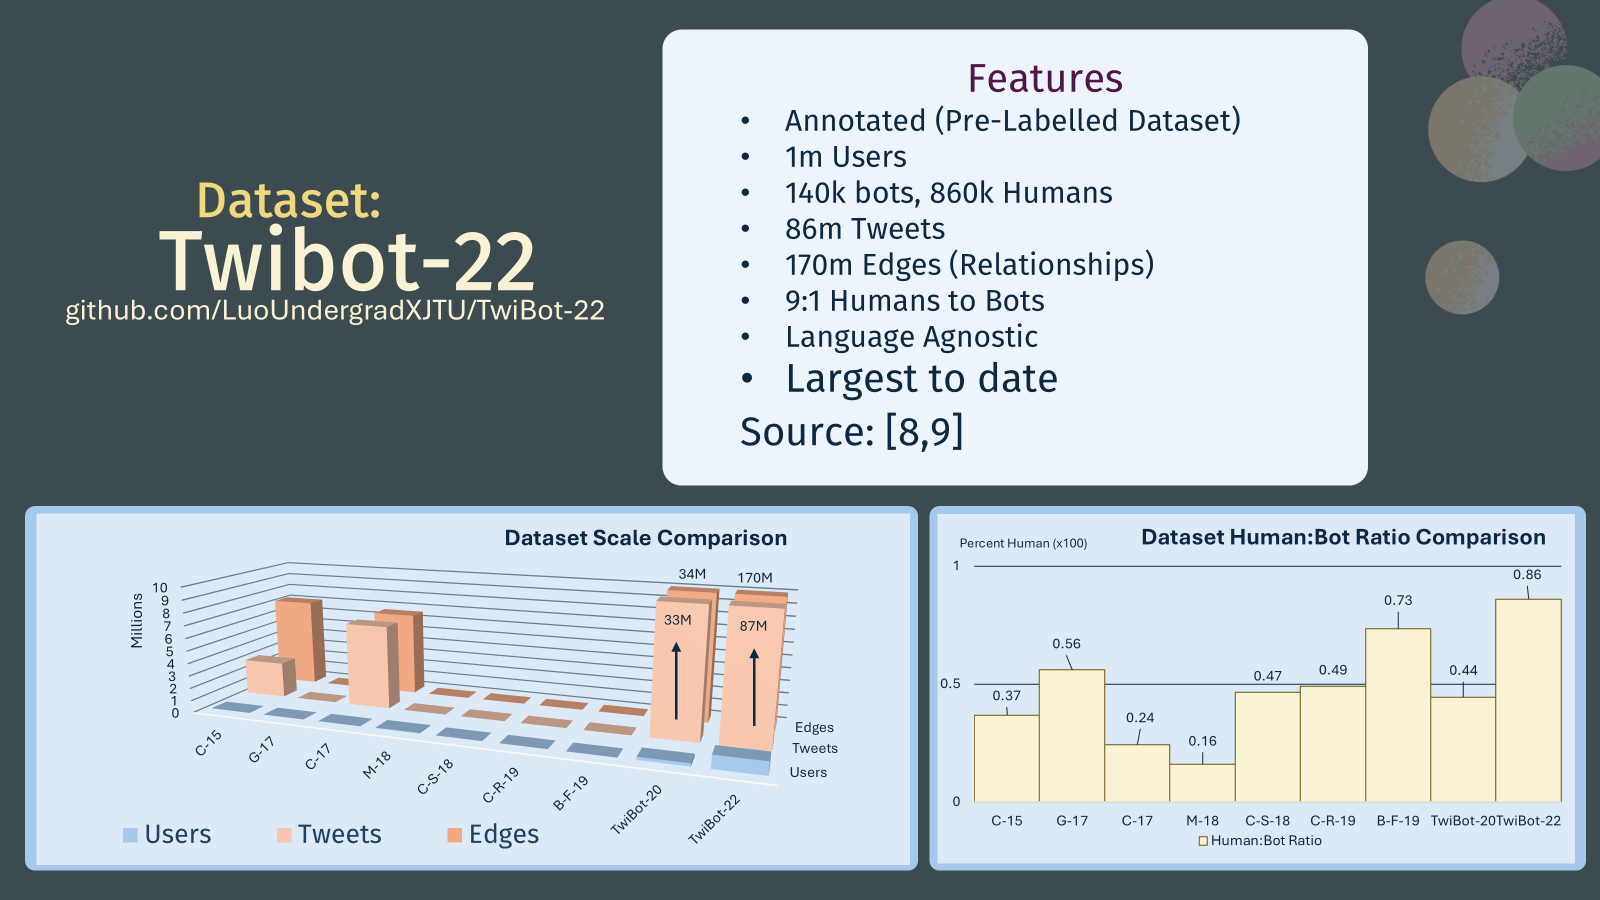 Dataset:
Twibot-22
github.com/LuoUndergradXJTU/TwiBot-22
Features
• Annotated (Pre-Labelled Dataset)
• 1m Users
• 140k bots, 860k Humans
• 86m Tweets
• 170m Edges (Relationships)
• 9:1 Humans to Bots
• Language Agnostic
• Largest to date
Source: [8,9]
Dataset Scale Comparison
34M 170M
33M 87M
Millions
10
9
8
7
6
5
4
3
2
1
0
C-15 G-17 C-17 M-18 C-S-18 C-R-19 B-F-19 TwiBot-20 TwiBot-22
Edges
Tweets
Users
Users Tweets Edges
Dataset Human:Bot Ratio Comparison
Percent Human (x100)
1
0.5
0
0.37 0.56 0.24 0.16 0.47 0.49 0.73 0.44 0.86
C-15 G-17 C-17 M-18 C-S-18 C-R-19 B-F-19 TwiBot-20 TwiBot-22
Human:Bot Ratio